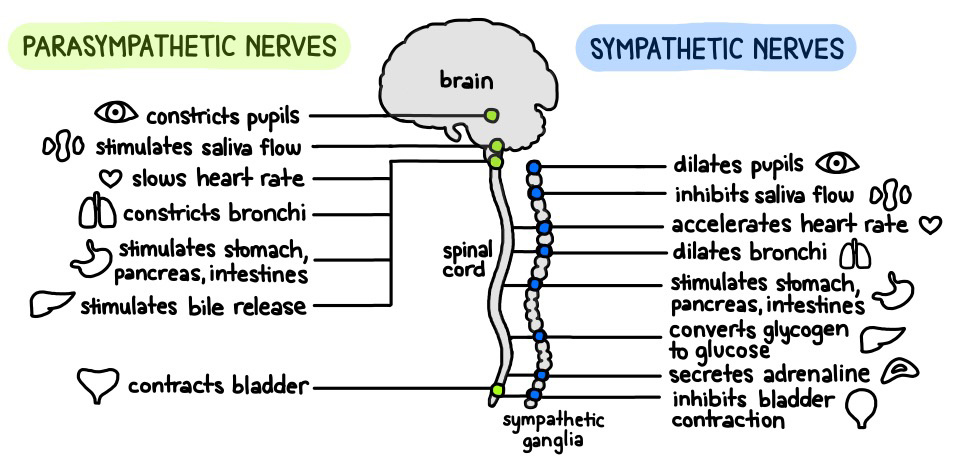 PARASYMPATHETIC NERVES
SYMPATHETIC NERVES
brain
constricts pupils
stimulates saliva flow
slows heart rate
constricts bronchi
stimulates stomach,
pancreas, intestines
stimulates bile release
contracts bladder
spinal
cord
sympathetic
ganglia
dilates pupils
inhibits saliva flow
accelerates heart rate
dilates bronchi
stimulates stomach,
pancreas, intestines
converts glycogen
to glucose
secretes adrenaline
inhibits bladder
contraction